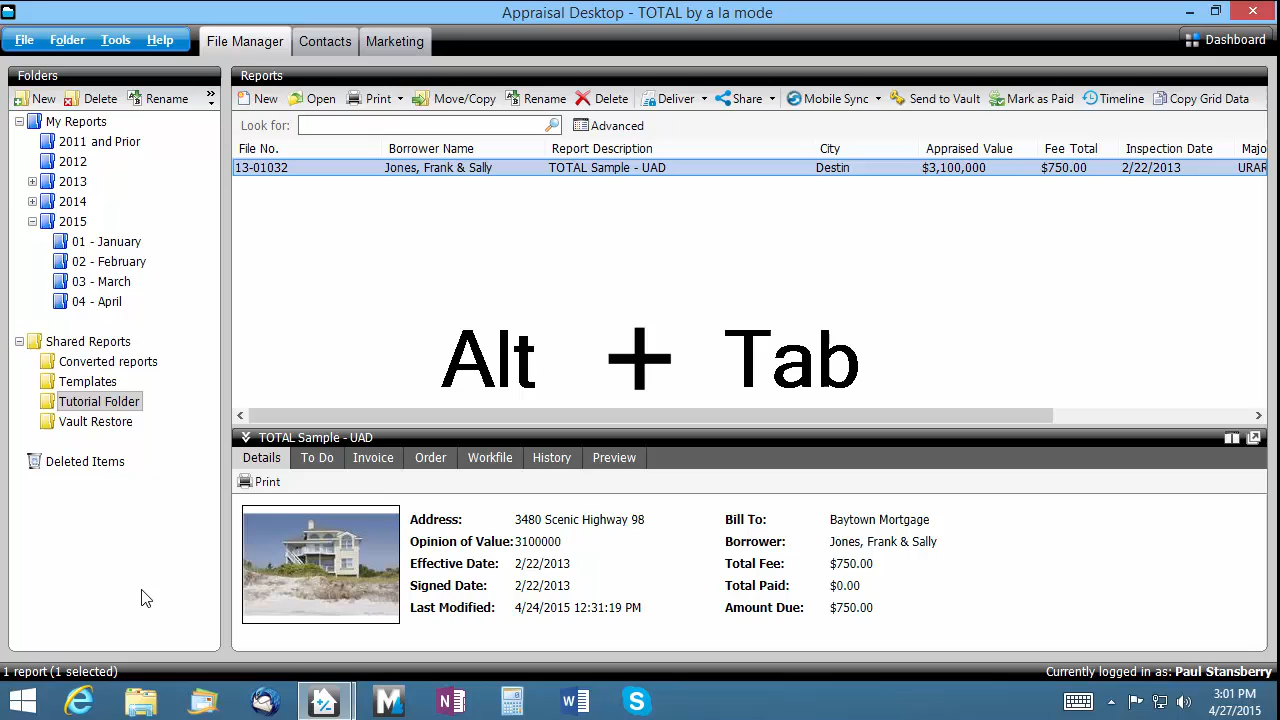 Appraisal Desktop - TOTAL by a la mode
File Folder Tools Help File Manager Contacts Marketing Dashboard
Folders
New Delete Rename
My Reports
2011 and Prior
2012
2013
2014
2015
01 - January
02 - February
03 - March
04 - April
Shared Reports
Converted reports
Templates
Tutorial Folder
Vault Restore
Deleted Items
Reports
New Open Print Move/Copy Rename Delete Deliver Share Mobile Sync Send to Vault Mark as Paid Timeline Copy Grid Data
Look for: Advanced
File No. Borrower Name Report Description City Appraised Value Fee Total Inspection Date Majo
13-01032 Jones, Frank & Sally TOTAL Sample - UAD Destin $3,100,000 $750.00 2/22/2013 URAR
Alt + Tab
TOTAL Sample - UAD
Details To Do Invoice Order Workfile History Preview
Print
Address: 3480 Scenic Highway 98 Bill To: Baytown Mortgage
Opinion of Value: 3100000 Borrower: Jones, Frank & Sally
Effective Date: 2/22/2013 Total Fee: $750.00
Signed Date: 2/22/2013 Total Paid: $0.00
Last Modified: 4/24/2015 12:31:19 PM Amount Due: $750.00
1 report (1 selected) Currently logged in as: Paul Stansberry
3:01 PM
4/27/2015